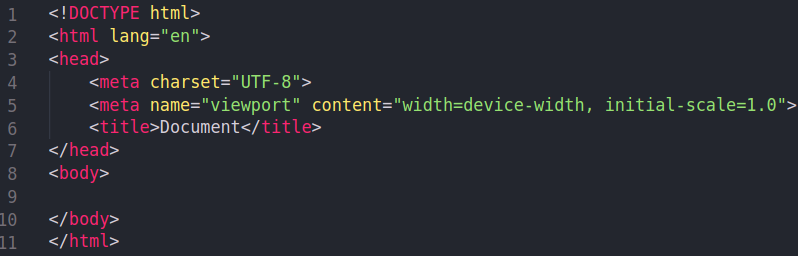 1 <!DOCTYPE html>
2 <html lang="en">
3 <head>
4     <meta charset="UTF-8">
5     <meta name="viewport" content="width=device-width, initial-scale=1.0">
6     <title>Document</title>
7 </head>
8 <body>
9
10 </body>
11 </html>